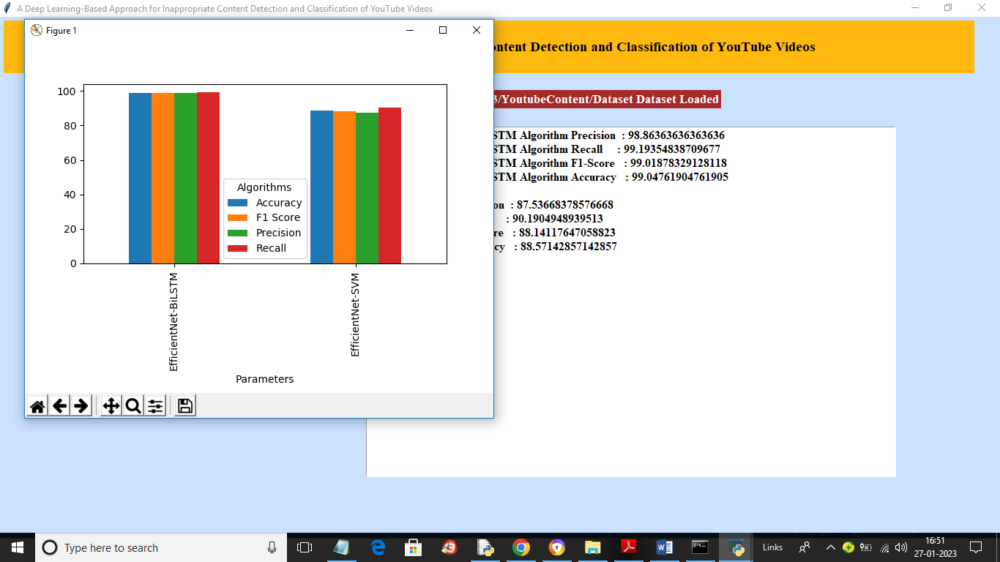 A Deep Learning-Based Approach for Inappropriate Content Detection and Classification of YouTube Videos
Figure 1
Content Detection and Classification of YouTube Videos
3/YoutubeContent/Dataset Dataset Loaded
100
80
60
40
20
0
Algorithms
Accuracy
F1 Score
Precision
Recall
EfficientNet-BiLSTM
EfficientNet-SVM
Parameters
STM Algorithm Precision : 98.86363636363636
STM Algorithm Recall : 99.19354838709677
STM Algorithm F1-Score : 99.01878329128118
STM Algorithm Accuracy : 99.04761904761905
on : 87.53668378576668
: 90.1904948939513
re : 88.14117647058823
cy : 88.57142857142857
Type here to search
Links
16:51
27-01-2023